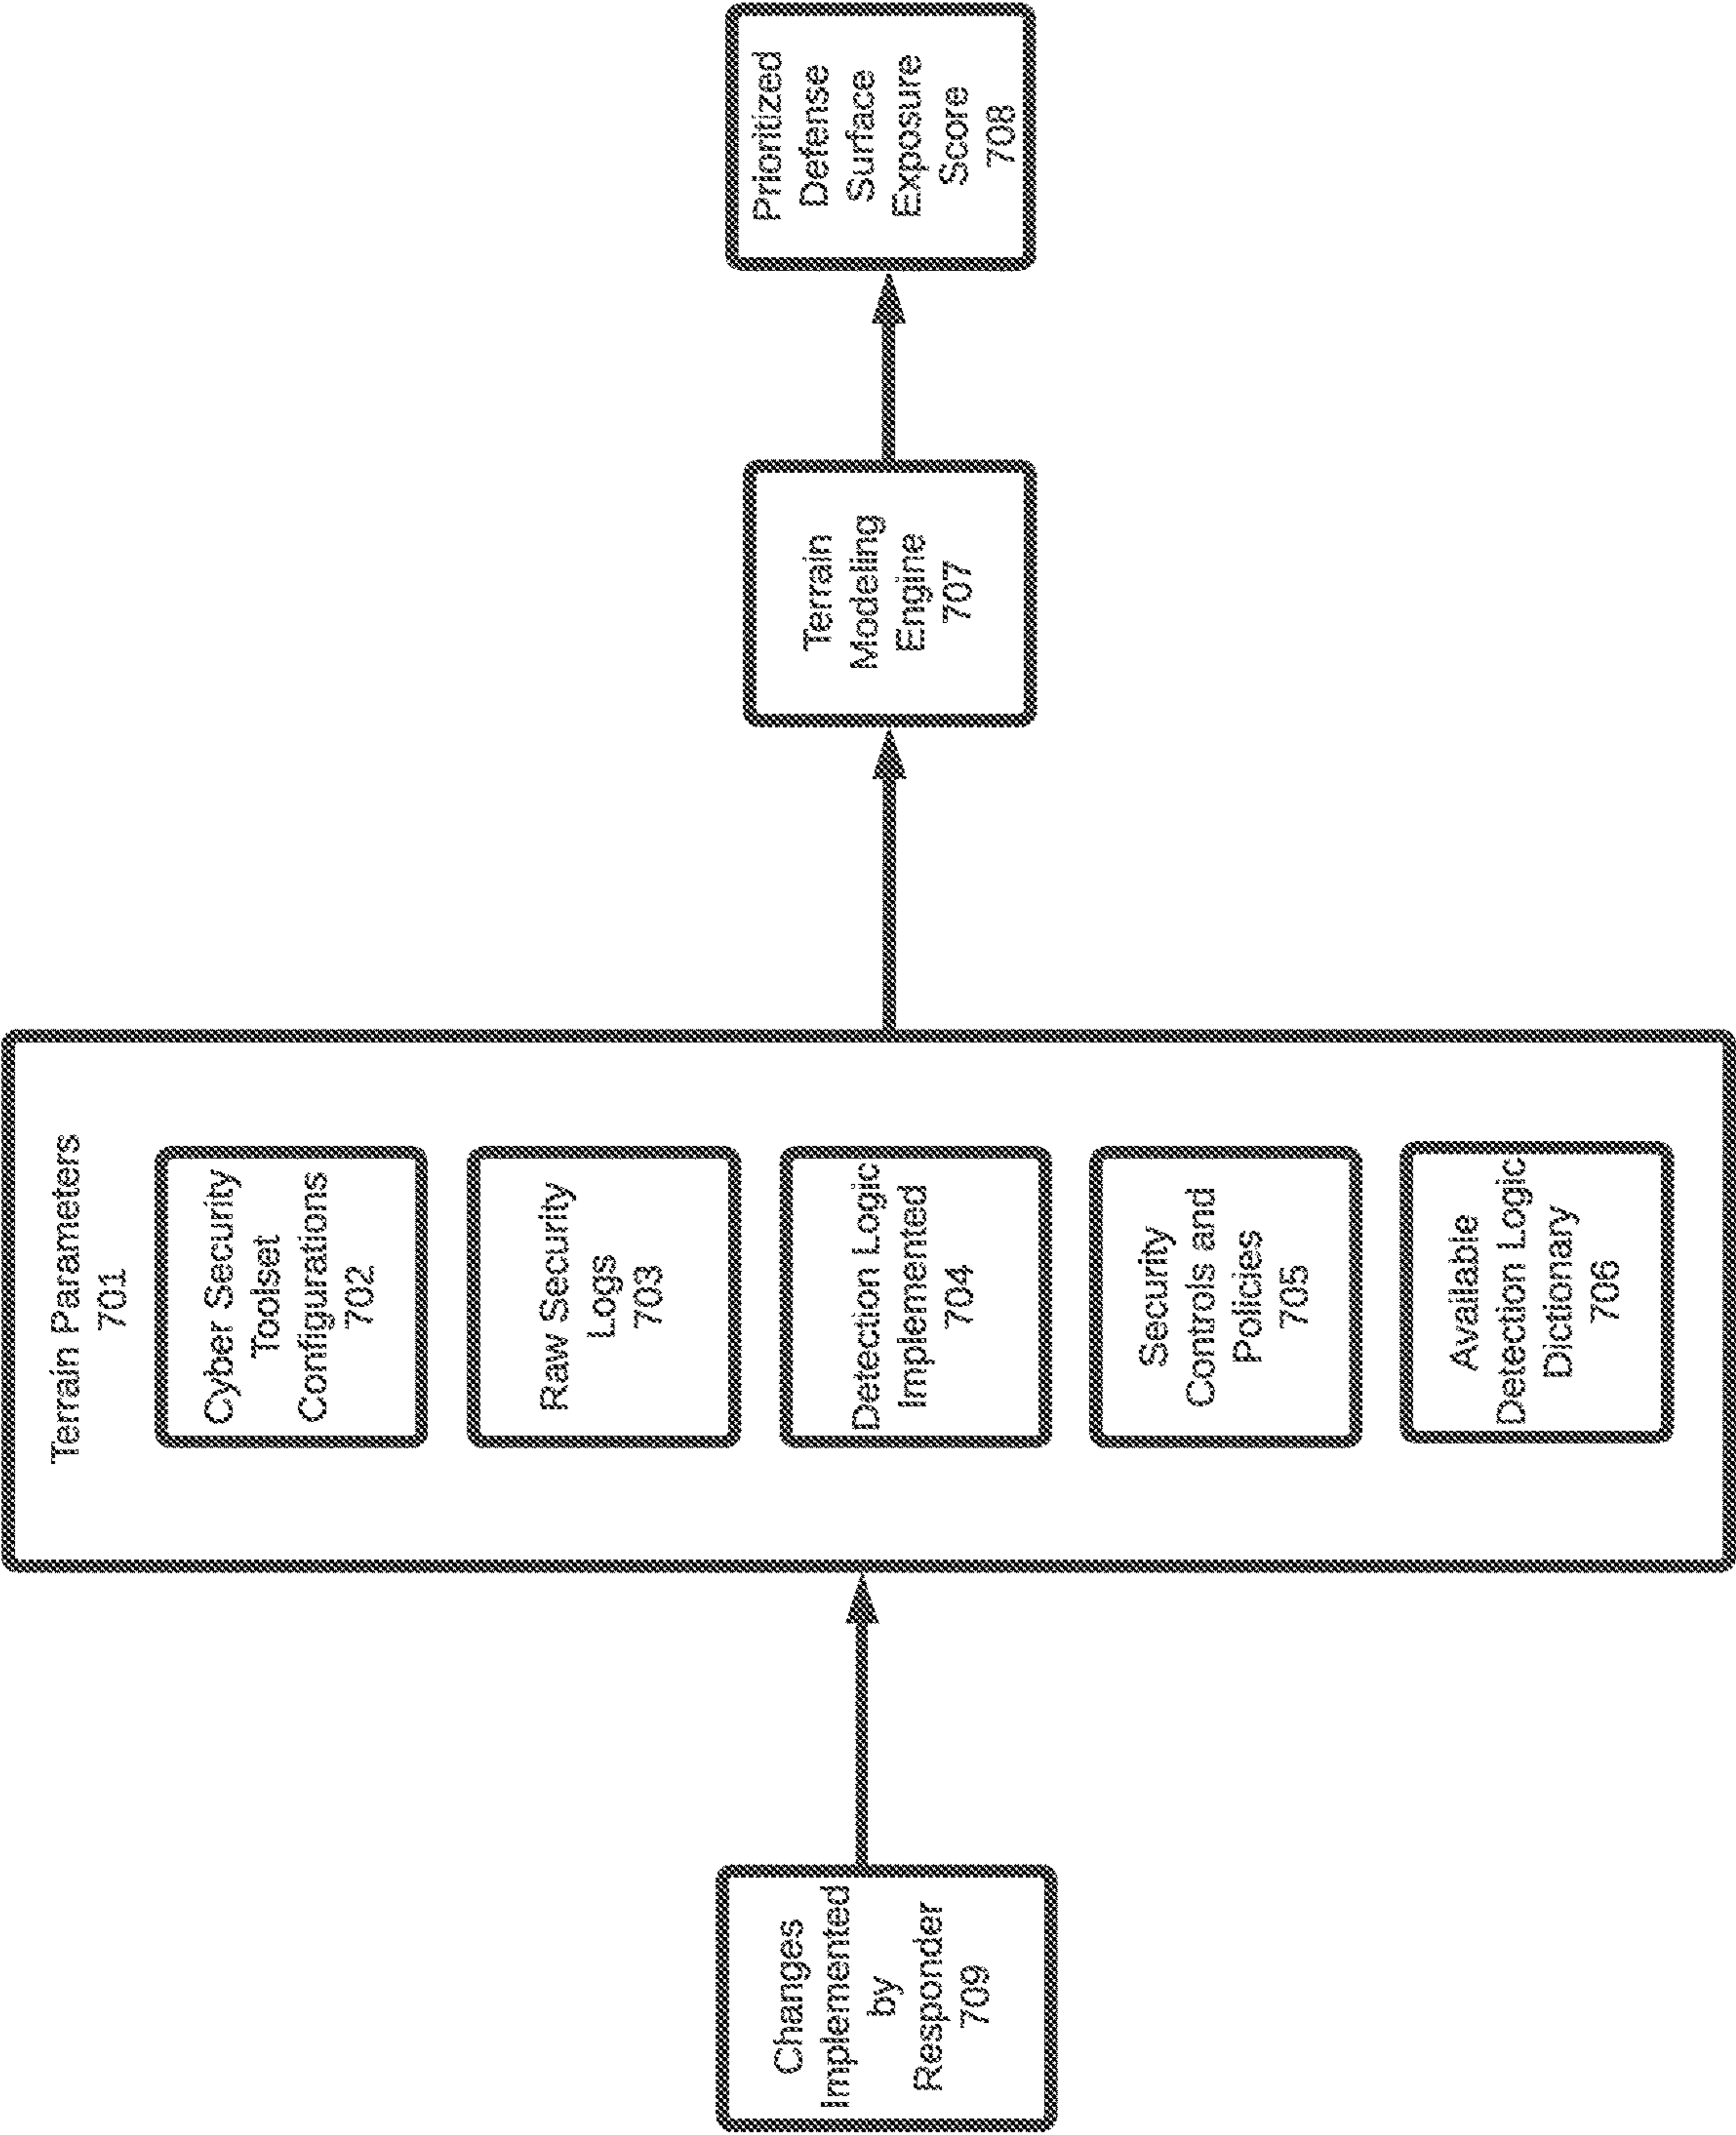 Changes
Implemented
by
Responder
709
Terrain Parameters
701
Cyber Security
Toolset
Configurations
702
Raw Security
Logs
703
Detection Logic
Implemented
704
Security
Controls and
Policies
705
Available
Detection Logic
Dictionary
706
Terrain
Modeling
Engine
707
Prioritized
Defense
Surface
Exposure
Score
708